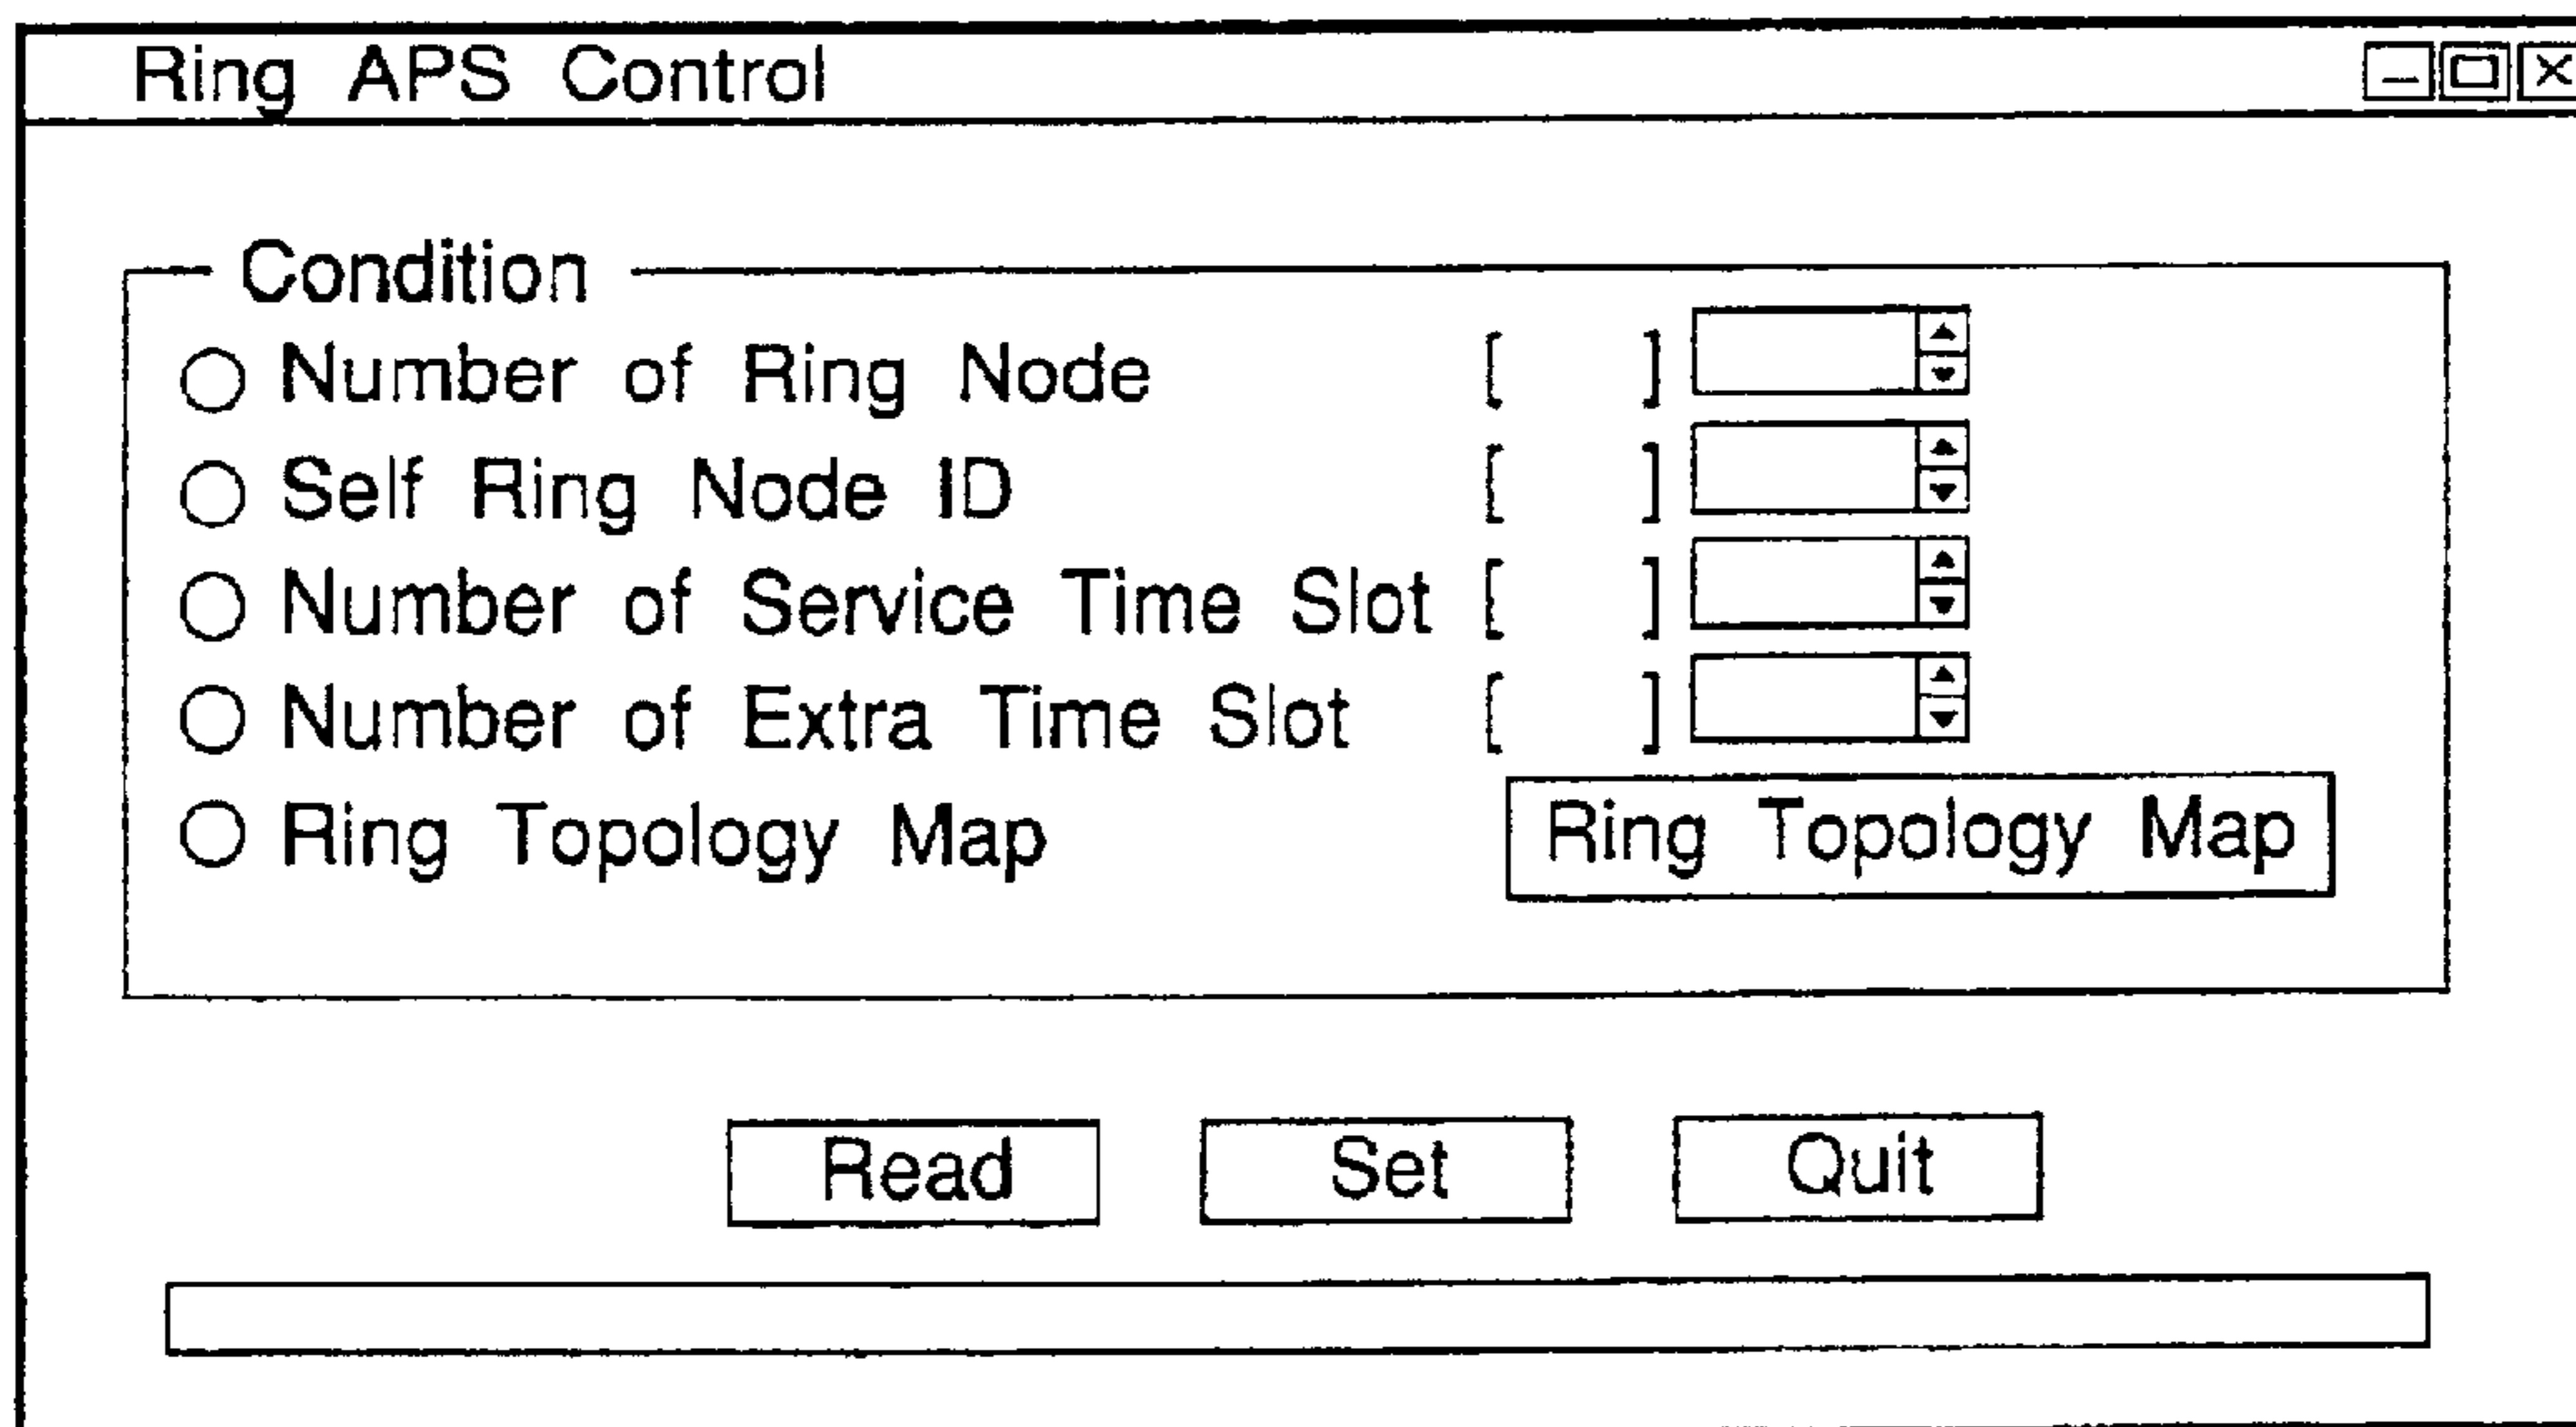 Ring APS Control
Condition
Number of Ring Node [ ]
Self Ring Node ID [ ]
Number of Service Time Slot [ ]
Number of Extra Time Slot [ ]
Ring Topology Map Ring Topology Map
Read Set Quit